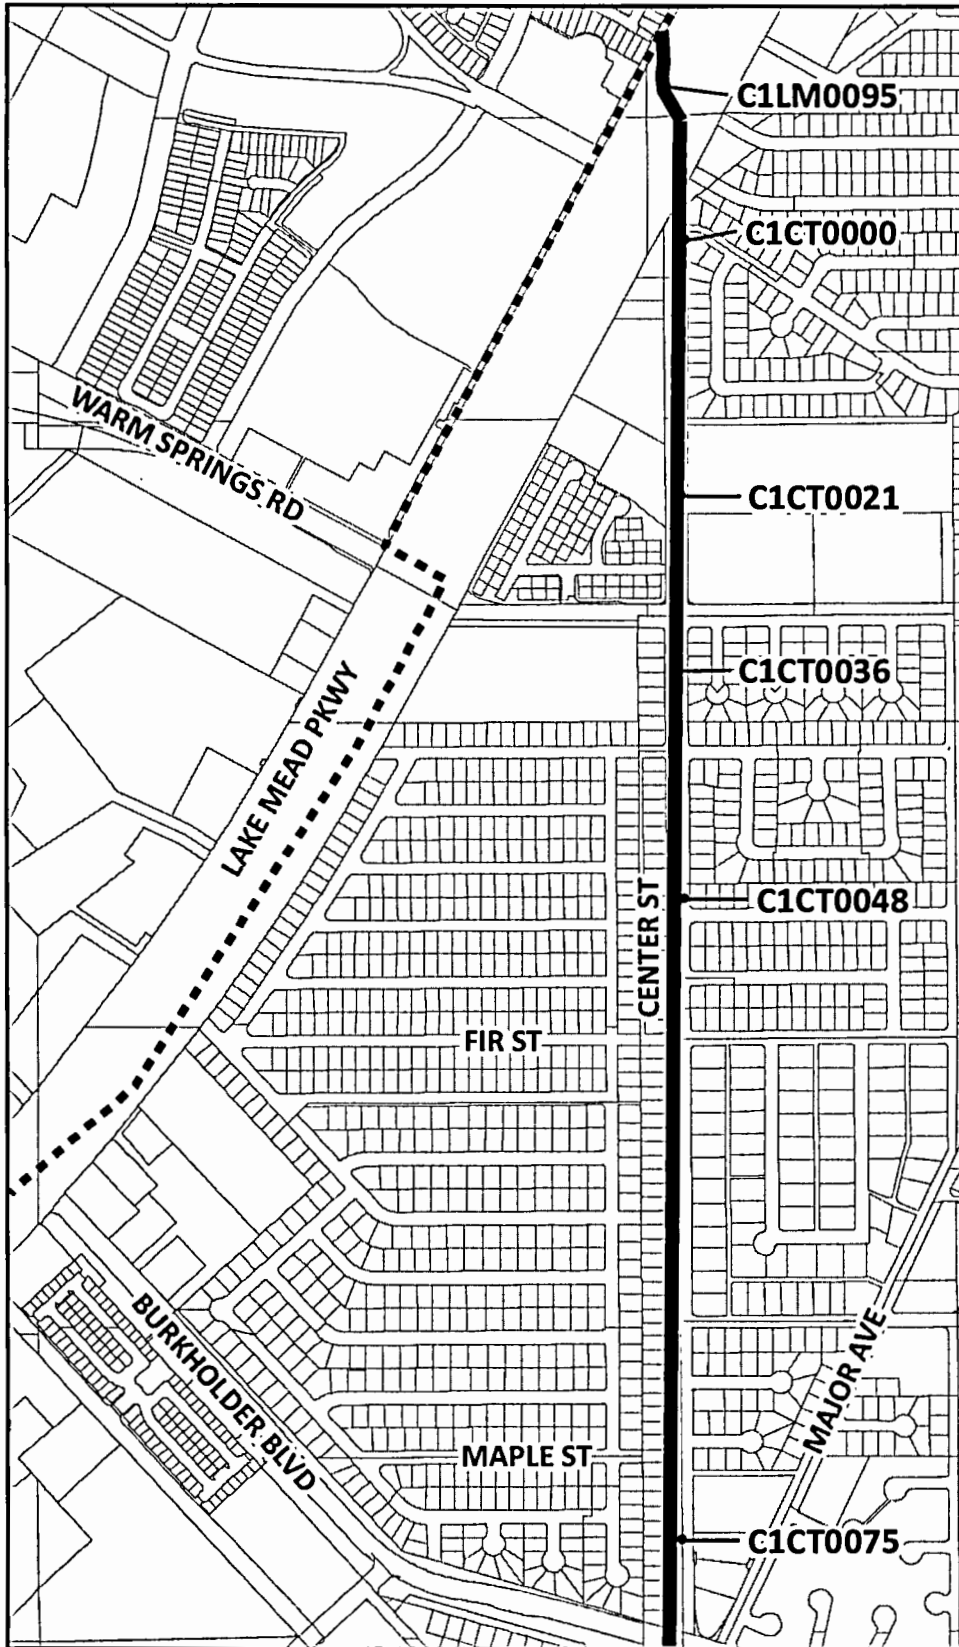 C1LM0095
C1CT0000
WARM SPRINGS RD
C1CT0021
C1CT0036
LAKE MEAD PKWY
C1CT0048
CENTER ST
FIR ST
BURKHOLDER BLVD
MAJOR AVE
MAPLE ST
C1CT0075